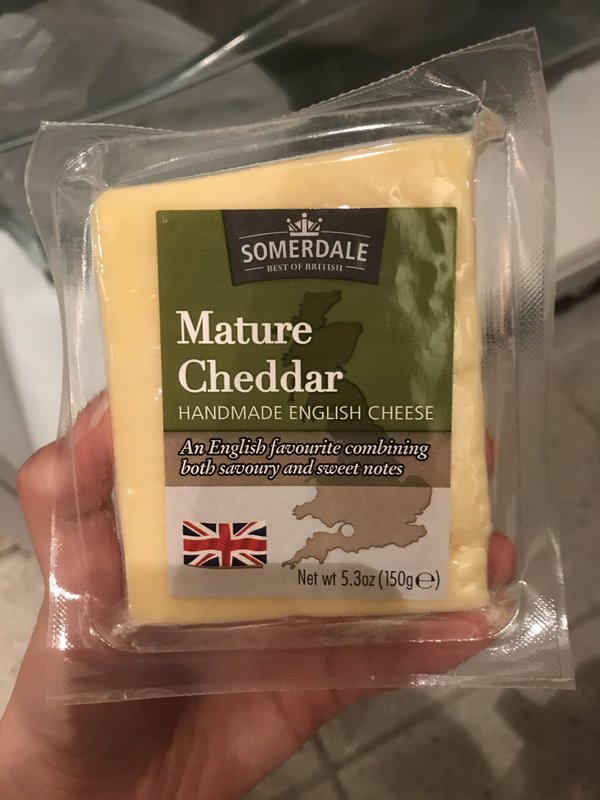 SOMERDALE
BEST OF BRITISH
Mature
Cheddar
HANDMADE ENGLISH CHEESE
An English favourite combining
both savoury and sweet notes
Net wt 5.3oz (150g℮)